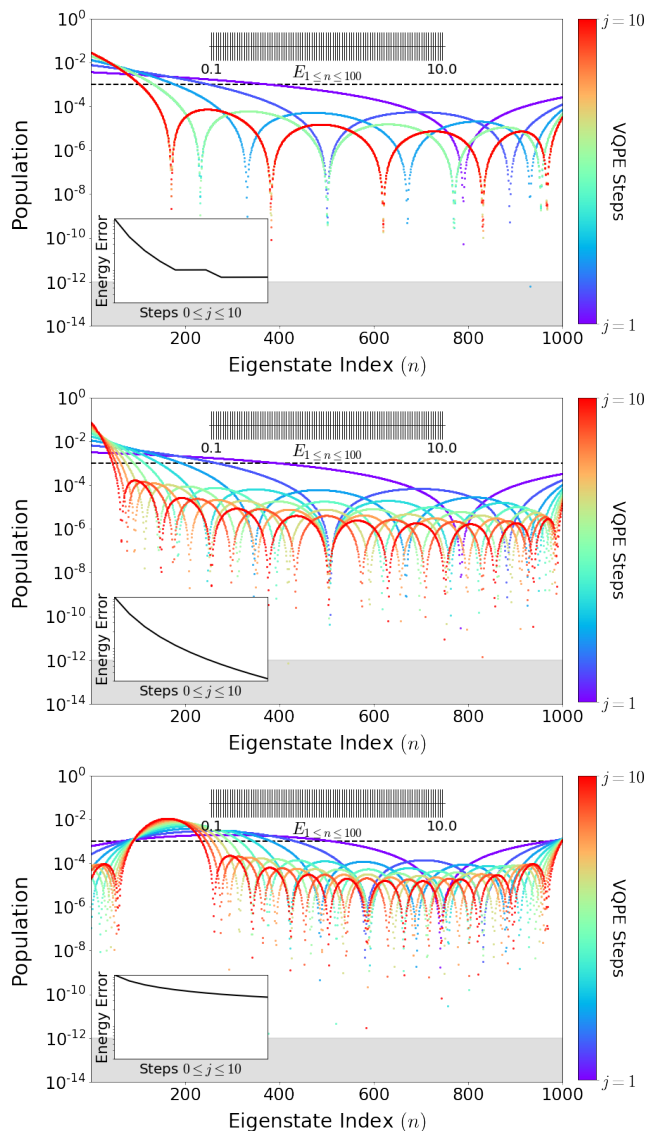 10^0
10^-2
10^-4
10^-6
10^-8
10^-10
10^-12
10^-14
Population
0.1
10.0
E_{1≤n≤100}
Energy Error
Steps 0 ≤ j ≤ 10
200
400
600
800
1000
Eigenstate Index (n)
j = 10
VQPE Steps
j = 1
10^0
10^-2
10^-4
10^-6
10^-8
10^-10
10^-12
10^-14
Population
0.1
10.0
E_{1≤n≤100}
Energy Error
Steps 0 ≤ j ≤ 10
200
400
600
800
1000
Eigenstate Index (n)
j = 10
VQPE Steps
j = 1
10^0
10^-2
10^-4
10^-6
10^-8
10^-10
10^-12
10^-14
Population
0.1
10.0
E_{1≤n≤100}
Energy Error
Steps 0 ≤ j ≤ 10
200
400
600
800
1000
Eigenstate Index (n)
j = 10
VQPE Steps
j = 1